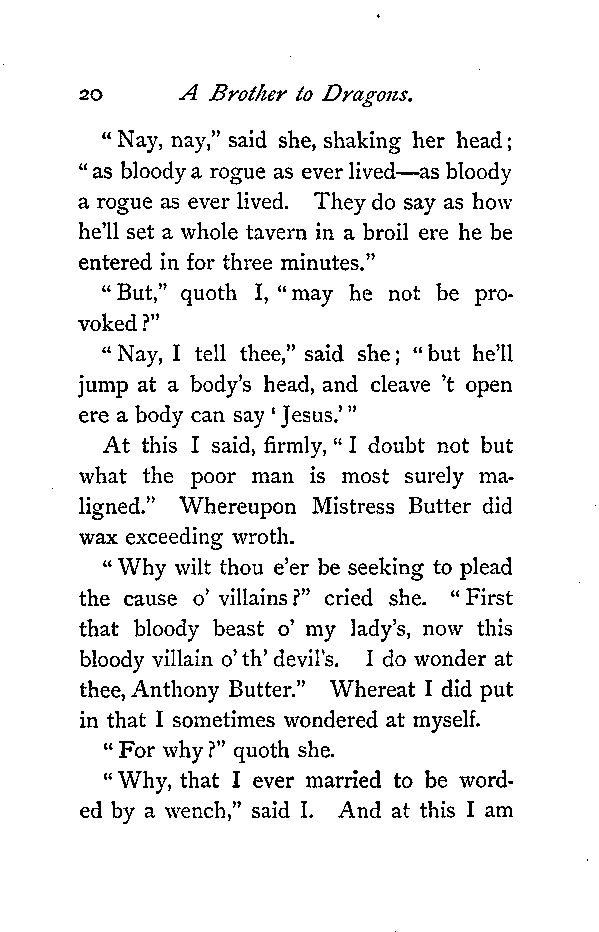 20 A Brother to Dragons.
“Nay, nay,” said she, shaking her head;
“as bloody a rogue as ever lived—as bloody
a rogue as ever lived. They do say as how
he'll set a whole tavern in a broil ere he be
entered in for three minutes.”
“But,” quoth I, “may he not be pro-
voked?”
“Nay, I tell thee,” said she; “but he'll
jump at a body's head, and cleave 't open
ere a body can say ‘Jesus.’”
At this I said, firmly, “I doubt not but
what the poor man is most surely ma-
ligned.” Whereupon Mistress Butter did
wax exceeding wroth.
“Why wilt thou e'er be seeking to plead
the cause o' villains?” cried she. “First
that bloody beast o' my lady's, now this
bloody villain o' th' devil's. I do wonder at
thee, Anthony Butter.” Whereat I did put
in that I sometimes wondered at myself.
“For why?” quoth she.
“Why, that I ever married to be word-
ed by a wench,” said I. And at this I am